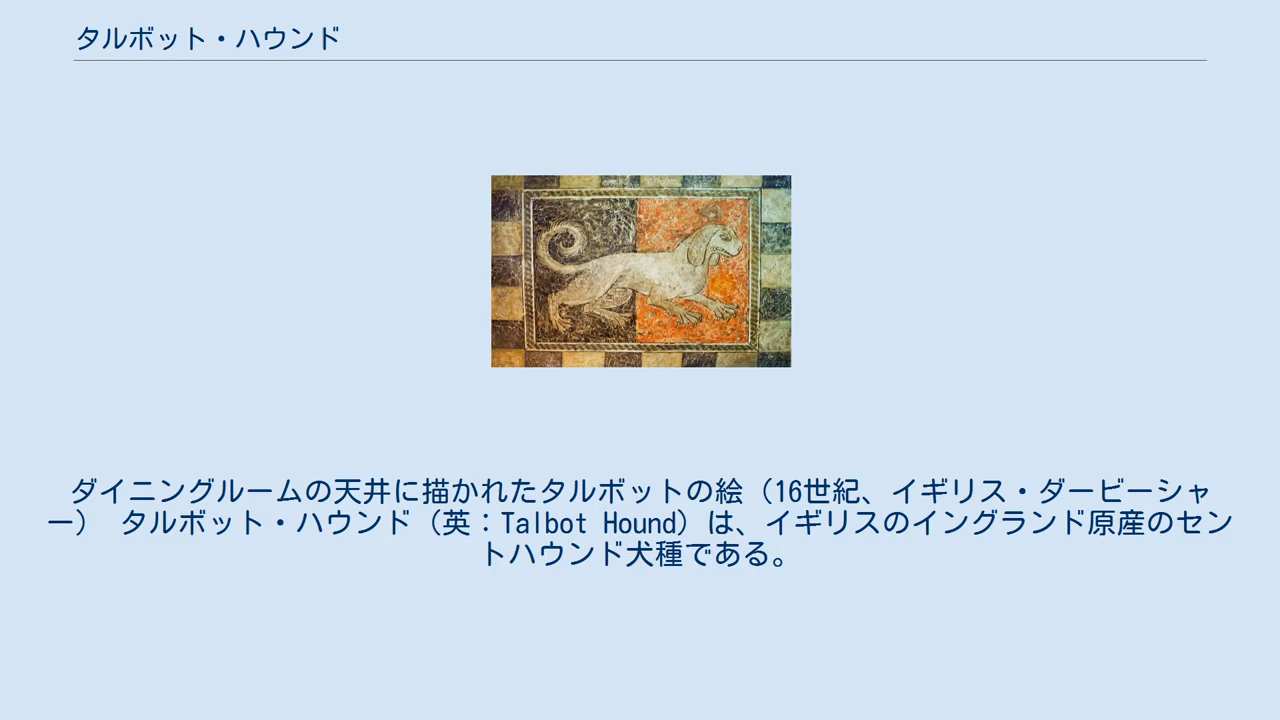 タルボット・ハウンド
ダイニングルームの天井に描かれたタルボットの絵（16世紀、イギリス・ダービーシャ
ー） タルボット・ハウンド（英：Talbot Hound）は、イギリスのイングランド原産のセン
トハウンド犬種である。